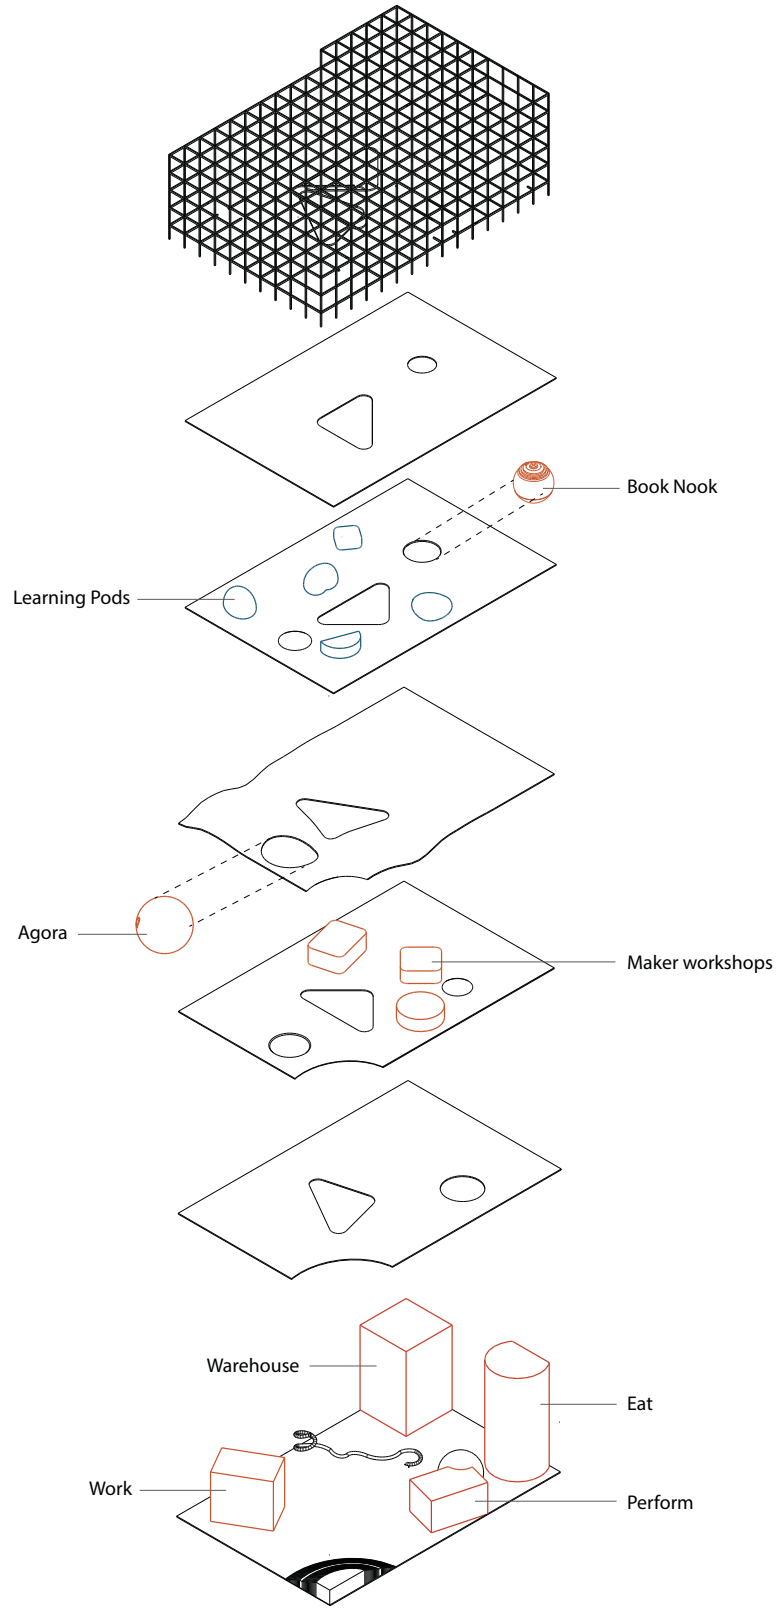 Book Nook
Learning Pods
Agora
Maker workshops
Warehouse
Eat
Work
Perform